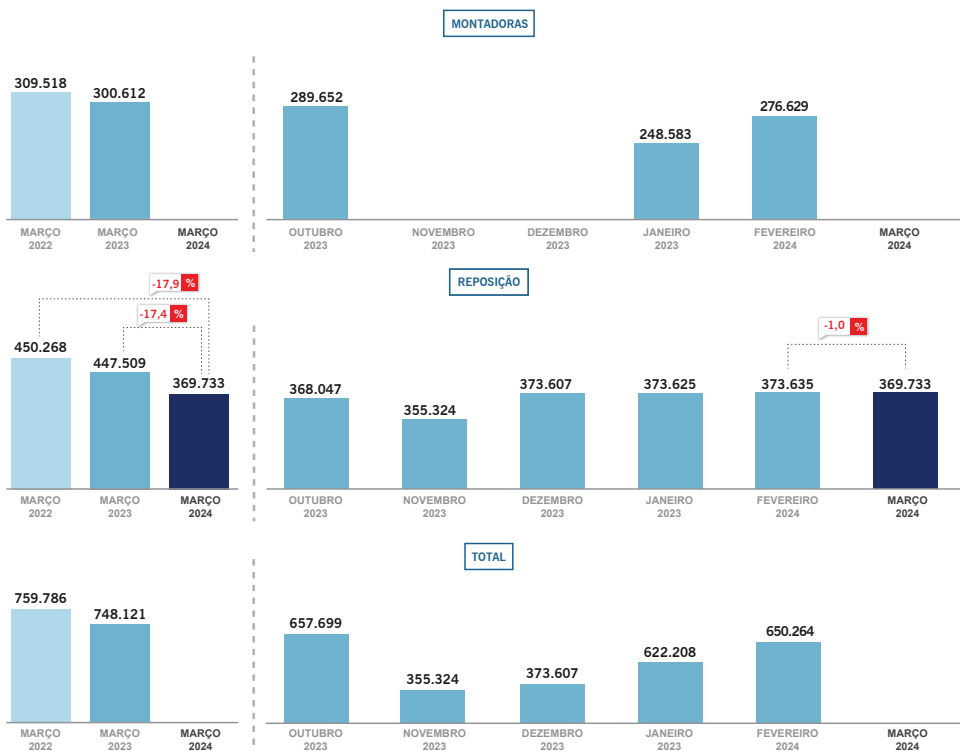 MONTADORAS
309.518
300.612
289.652
248.583
276.629
MARÇO
2022
MARÇO
2023
MARÇO
2024
OUTUBRO
2023
NOVEMBRO
2023
DEZEMBRO
2023
JANEIRO
2023
FEVEREIRO
2024
MARÇO
2024
REPOSIÇÃO
-17,9 %
-17,4 %
-1,0 %
450.268
447.509
369.733
368.047
355.324
373.607
373.625
373.635
369.733
MARÇO
2022
MARÇO
2023
MARÇO
2024
OUTUBRO
2023
NOVEMBRO
2023
DEZEMBRO
2023
JANEIRO
2023
FEVEREIRO
2024
MARÇO
2024
TOTAL
759.786
748.121
657.699
355.324
373.607
622.208
650.264
MARÇO
2022
MARÇO
2023
MARÇO
2024
OUTUBRO
2023
NOVEMBRO
2023
DEZEMBRO
2023
JANEIRO
2023
FEVEREIRO
2024
MARÇO
2024